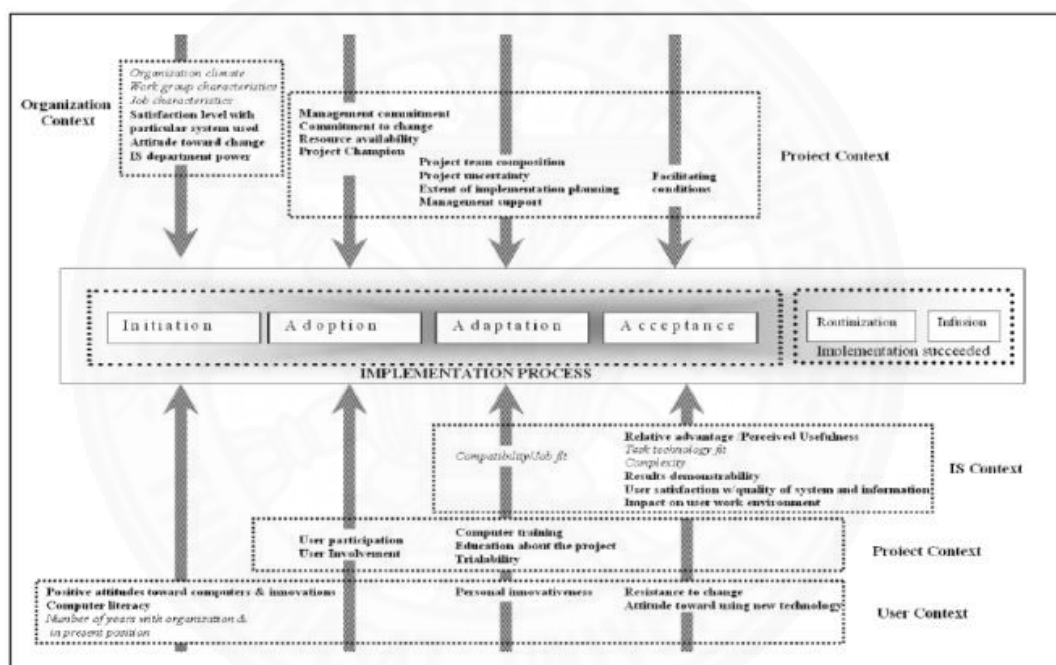 Organization
Context
Organization climate
Work group characteristics
Job characteristics
Satisfaction level with
particular system used
Attitude toward change
IS department power
Management commitment
Commitment to change
Resource availability
Project Champion
Project team composition
Project uncertainty
Extent of implementation planning
Management support
Facilitating
conditions
Project Context
Initiation
Adoption
Adaptation
Acceptance
Routinization
Infusion
Implementation succeeded
IMPLEMENTATION PROCESS
Compatibility/Job fit
Relative advantage /Perceived Usefulness
Task technology fit
Complexity
Results demonstrability
User satisfaction w/quality of system and information
Impact on user work environment
IS Context
User participation
User Involvement
Computer training
Education about the project
Trialability
Project Context
Positive attitudes toward computers & innovations
Computer literacy
Number of years with organization &
in present position
Personal innovativeness
Resistance to change
Attitude toward using new technology
User Context